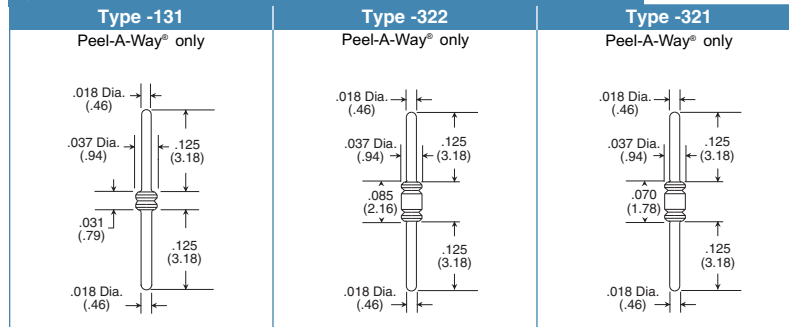 Type -131
Peel-A-Way® only
.018 Dia.
(.46)
.037 Dia.
(.94)
.125
(3.18)
.031
(.79)
.125
(3.18)
.018 Dia.
(.46)
Type -322
Peel-A-Way® only
.018 Dia.
(.46)
.037 Dia.
(.94)
.125
(3.18)
.085
(2.16)
.125
(3.18)
.018 Dia.
(.46)
Type -321
Peel-A-Way® only
.018 Dia.
(.46)
.037 Dia.
(.94)
.125
(3.18)
.070
(1.78)
.125
(3.18)
.018 Dia.
(.46)